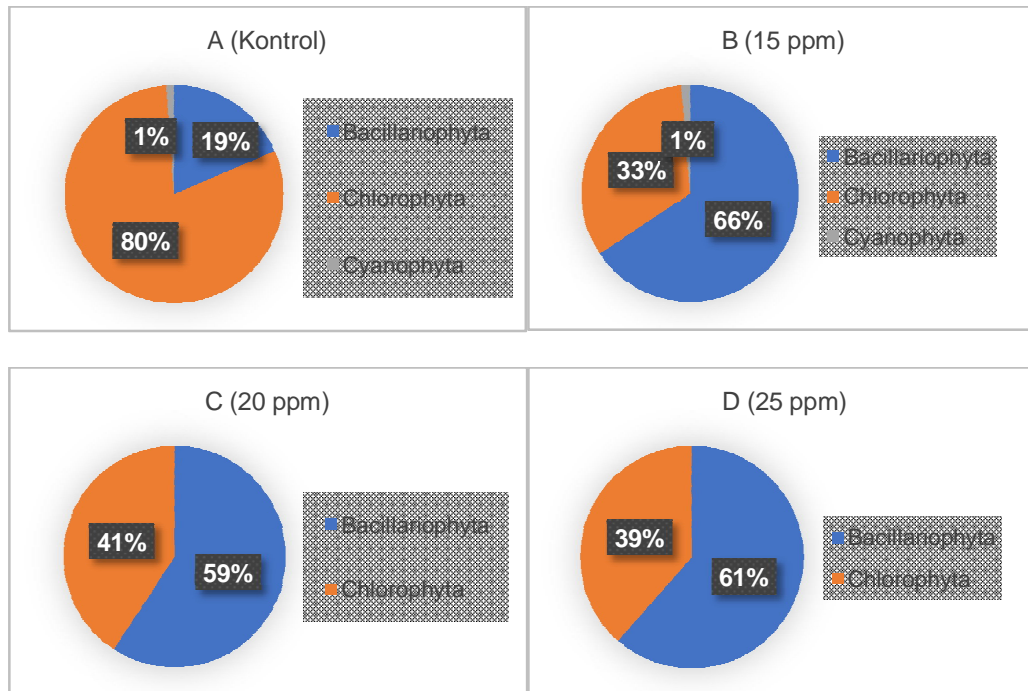 A (Kontrol)
1%
19%
80%
Bacillariophyta
Chlorophyta
Cyanophyta
B (15 ppm)
1%
33%
66%
Bacillariophyta
Chlorophyta
Cyanophyta
C (20 ppm)
41%
59%
Bacillariophyta
Chlorophyta
D (25 ppm)
39%
61%
Bacillariophyta
Chlorophyta